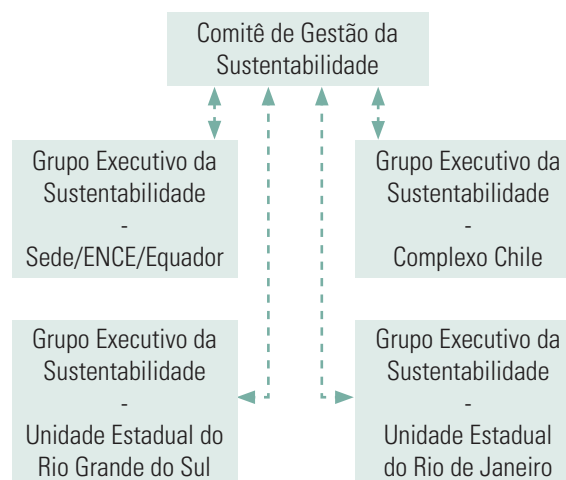 Comitê de Gestão da
Sustentabilidade
Grupo Executivo da
Sustentabilidade
-
Sede/ENCE/Equador
Grupo Executivo da
Sustentabilidade
-
Complexo Chile
Grupo Executivo da
Sustentabilidade
-
Unidade Estadual do
Rio Grande do Sul
Grupo Executivo da
Sustentabilidade
-
Unidade Estadual
do Rio de Janeiro